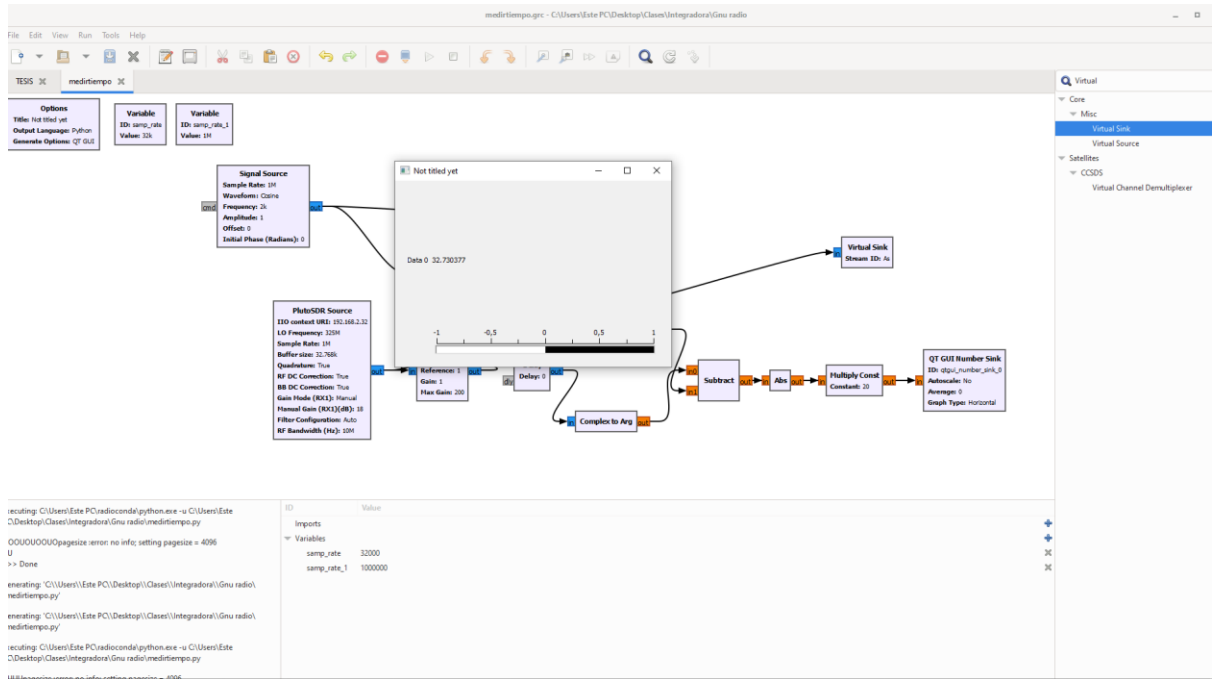 medirtiempo.grc - C:\Users\Este PC\Desktop\Clases\Integradora\Gnu radio
File Edit View Run Tools Help
TESIS
medirtiempo
Virtual
Core
Misc
Virtual Sink
Virtual Source
Satellites
CCSDS
Virtual Channel Demultiplexer
Options
Title: Not titled yet
Output Language: Python
Generate Options: QT GUI
Variable
ID: samp_rate
Value: 32k
Variable
ID: samp_rate_1
Value: 1M
Signal Source
Sample Rate: 1M
Waveform: Cosine
Frequency: 2k
Amplitude: 1
Offset: 0
Initial Phase (Radians): 0
cmd
out
Not titled yet
Data 0 32.730377
-1 -0,5 0 0,5 1
in
Virtual Sink
Stream ID: As
PlutoSDR Source
IIO context URI: 192.168.2.32
LO Frequency: 325M
Sample Rate: 1M
Buffer size: 32.768k
Quadrature: True
RF DC Correction: True
BB DC Correction: True
Gain Mode (RX1): Manual
Manual Gain (RX1)(dB): 18
Filter Configuration: Auto
RF Bandwidth (Hz): 10M
out
in
Reference: 1
Gain: 1
Max Gain: 200
out
Delay: 0
out
in
Complex to Arg
out
in0
in1
Subtract
out
in
Abs
out
in
Multiply Const
Constant: 20
out
in
QT GUI Number Sink
ID: qtgui_number_sink_0
Autoscale: No
Average: 0
Graph Type: Horizontal
xecuting: C:\Users\Este PC\radioconda\python.exe -u C:\Users\Este
C\Desktop\Clases\Integradora\Gnu radio\medirtiempo.py
OOUOUOOUOpagesize :error: no info; setting pagesize = 4096
U
>> Done
enerating: 'C:\\Users\\Este PC\\Desktop\\Clases\\Integradora\\Gnu radio\
medirtiempo.py'
enerating: 'C:\\Users\\Este PC\\Desktop\\Clases\\Integradora\\Gnu radio\
medirtiempo.py'
xecuting: C:\Users\Este PC\radioconda\python.exe -u C:\Users\Este
C\Desktop\Clases\Integradora\Gnu radio\medirtiempo.py
ID Value
Imports
Variables
samp_rate 32000
samp_rate_1 1000000